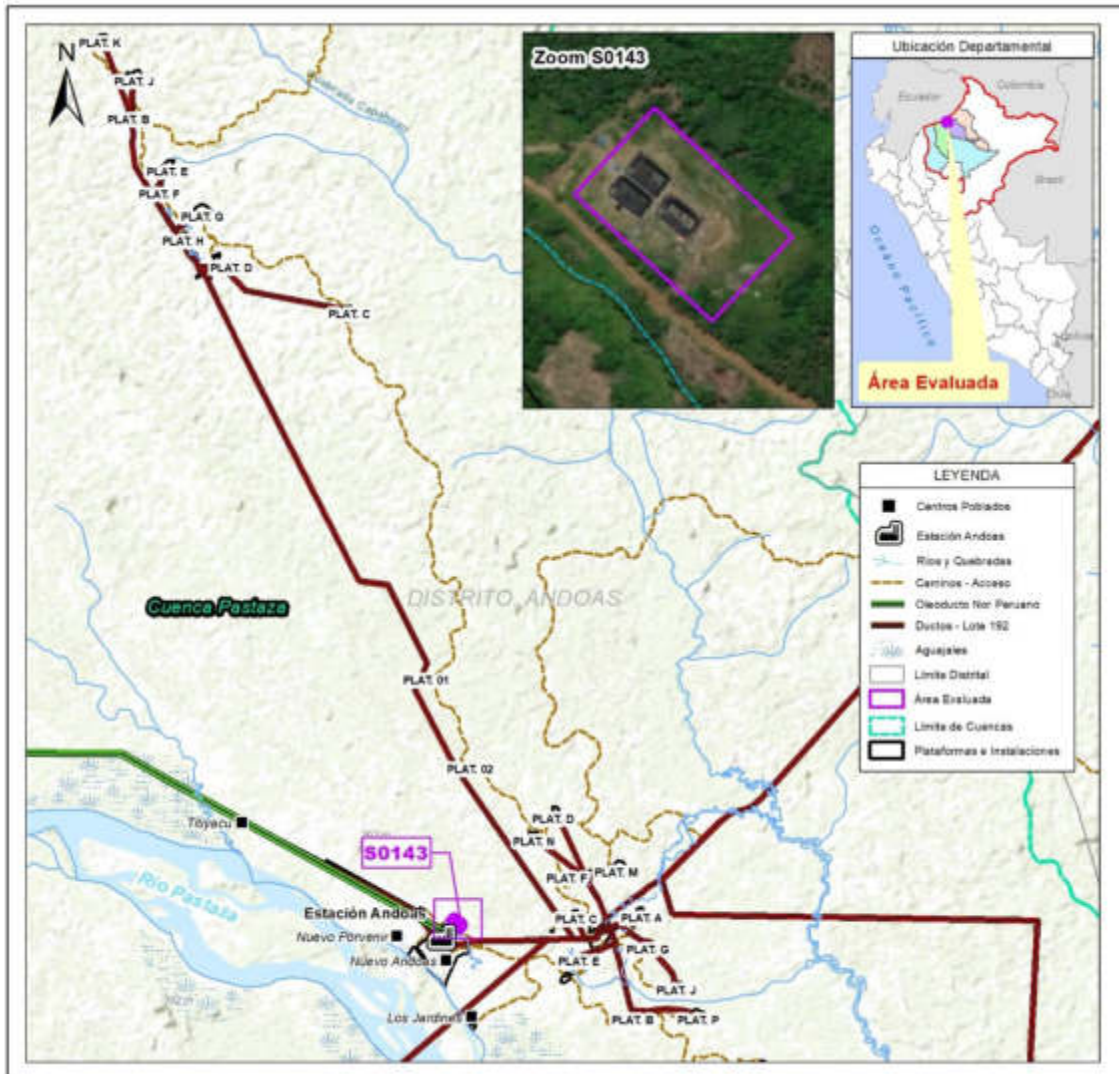 N
PLAT. K
PLAT. J
PLAT. B
PLAT. E
PLAT. F
PLAT. G
PLAT. H
PLAT. D
PLAT. C
Zoom S0143
Ubicación Departamental
Ecuador
Colombia
Brasil
Océano Pacífico
Chile
Área Evaluada
Cuenca Pastaza
DISTRITO ANDOAS
PLAT. 01
PLAT. 02
LEYENDA
Centros Poblados
Estación Andoas
Ríos y Quebradas
Caminos - Acceso
Oleoducto Nor Peruano
Ductos - Lote 192
Aguajales
Límite Distrital
Área Evaluada
Límite de Cuencas
Plataformas e Instalaciones
Titiyacu
Río Pastaza
S0143
Estación Andoas
Nuevo Porvenir
Nuevo Andoas
Los Jardines
PLAT. D
PLAT. N
PLAT. F
PLAT. M
PLAT. C
PLAT. A
PLAT. E
PLAT. G
PLAT. J
PLAT. B
PLAT. P